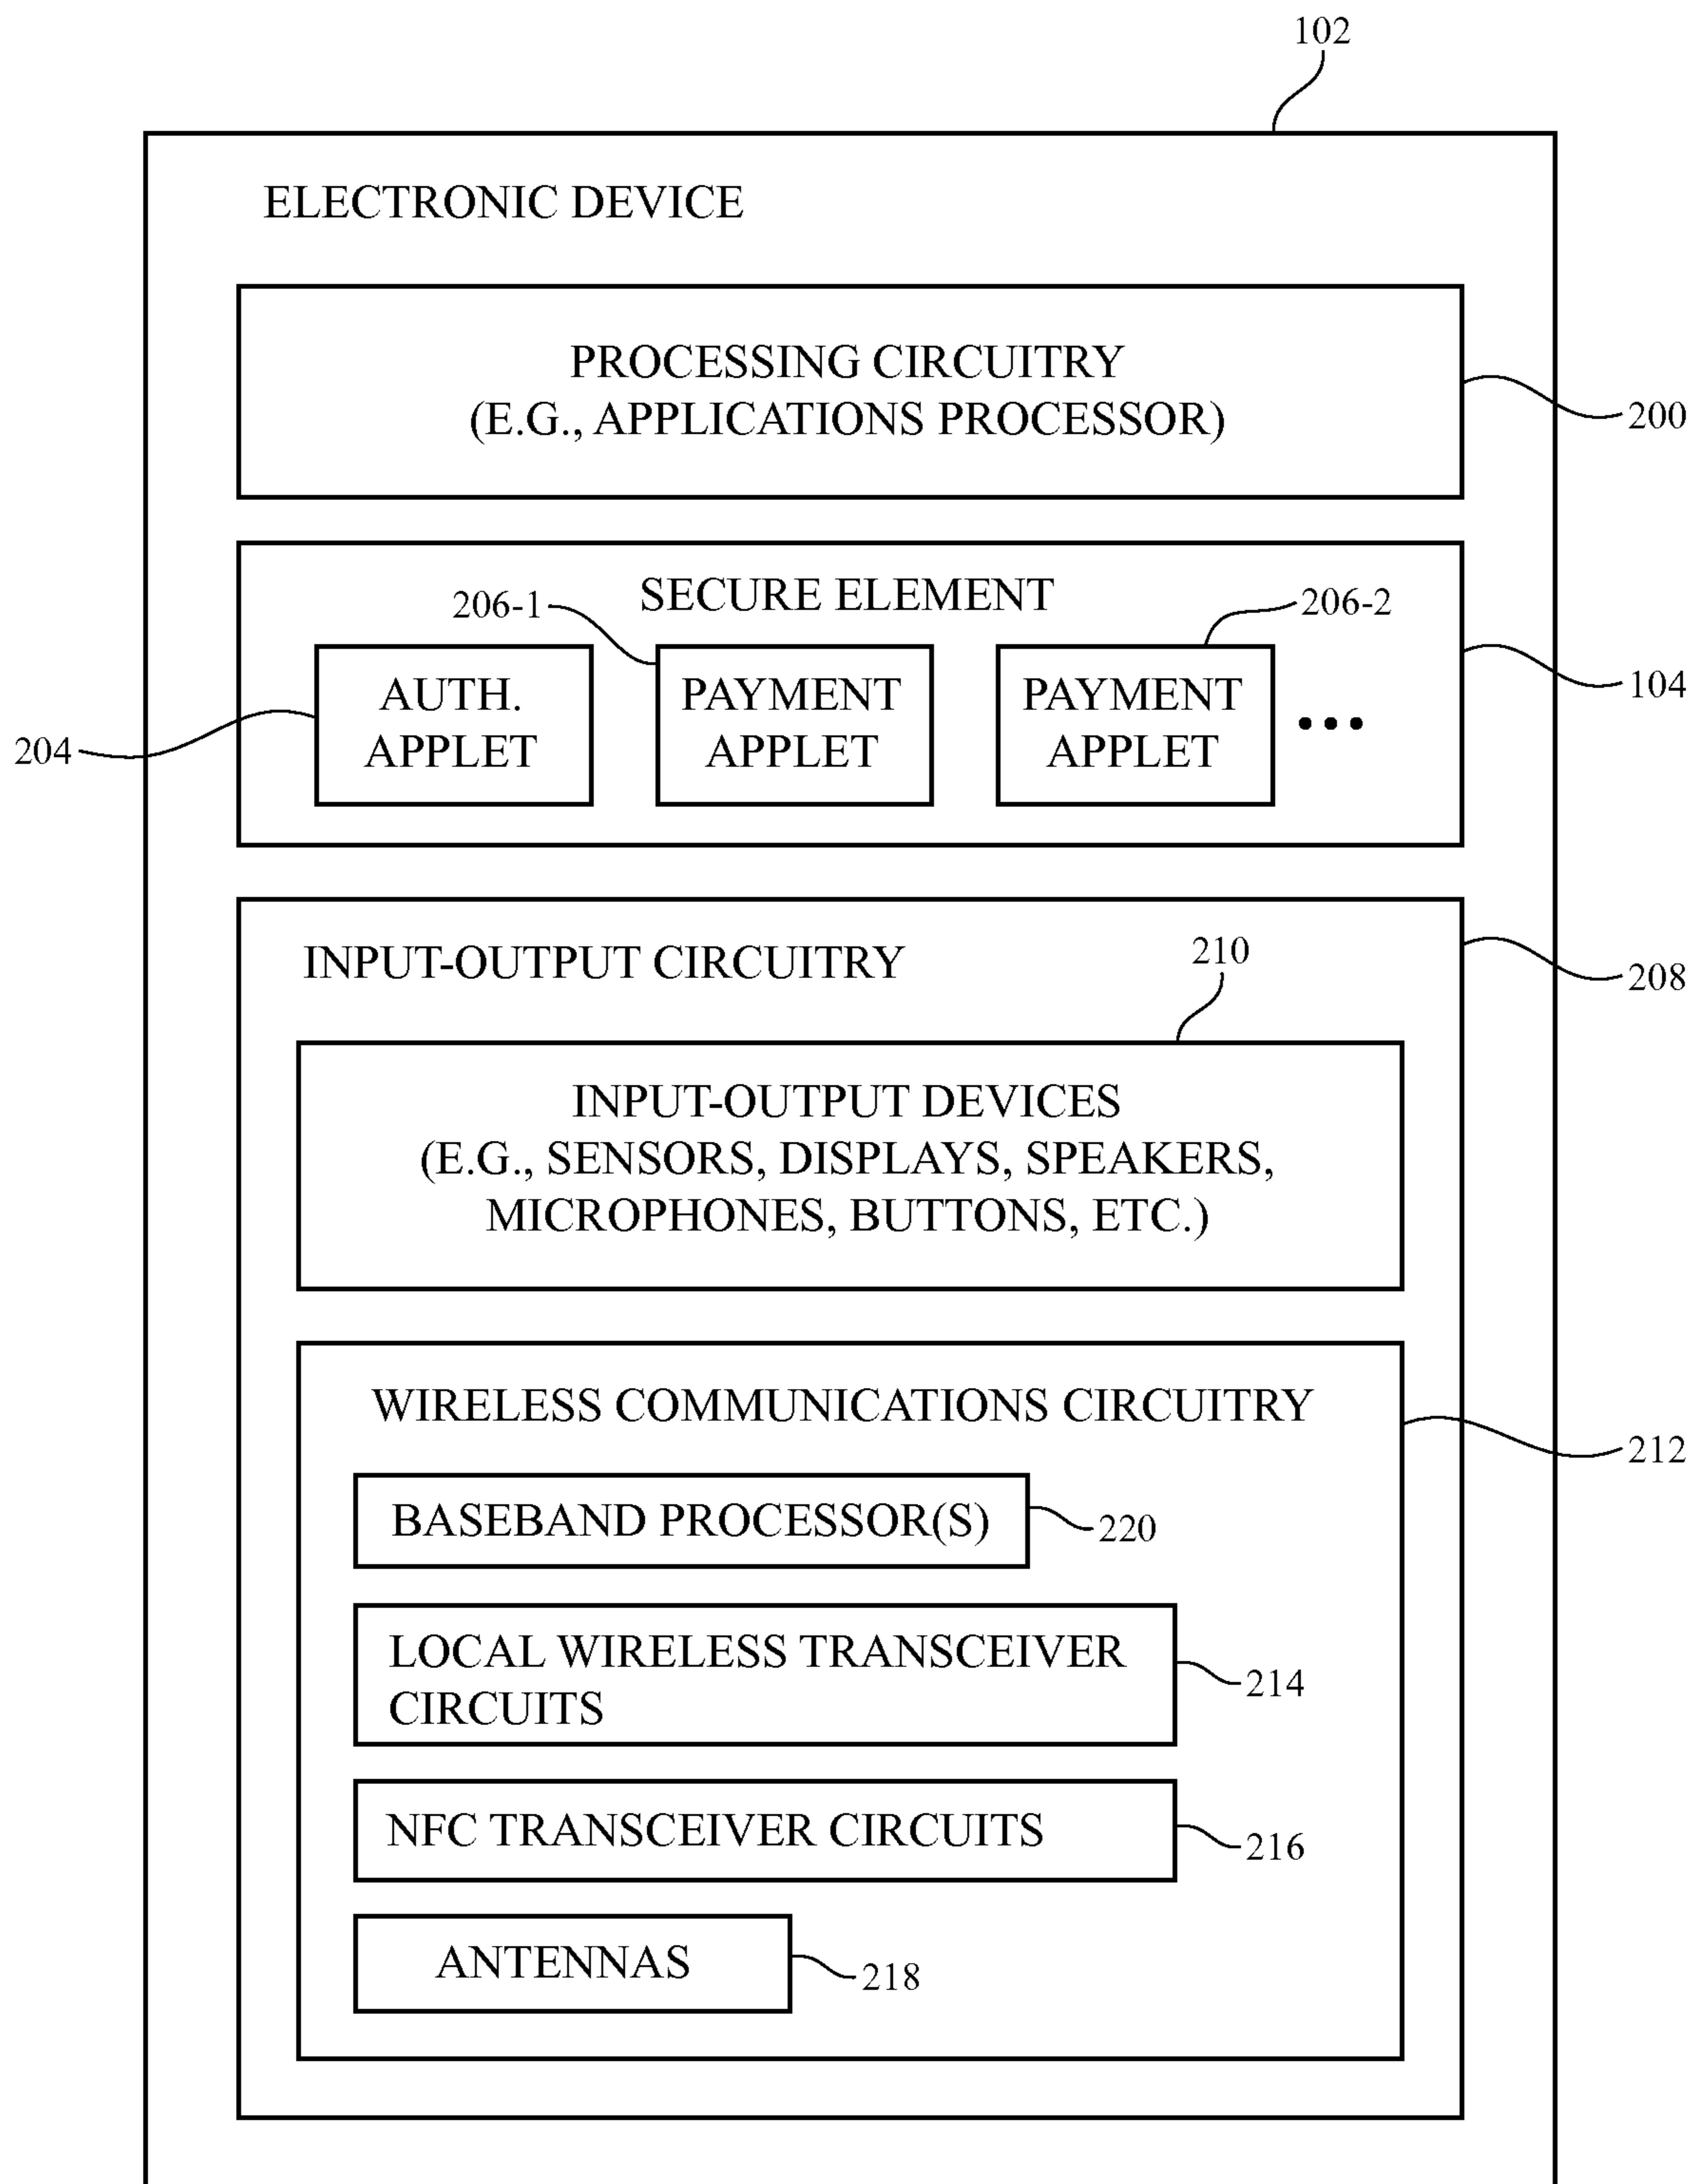 102
ELECTRONIC DEVICE
PROCESSING CIRCUITRY
(E.G., APPLICATIONS PROCESSOR)
200
SECURE ELEMENT
206-1
206-2
AUTH.
APPLET
PAYMENT
APPLET
PAYMENT
APPLET
•••
104
204
INPUT-OUTPUT CIRCUITRY
210
208
INPUT-OUTPUT DEVICES
(E.G., SENSORS, DISPLAYS, SPEAKERS,
MICROPHONES, BUTTONS, ETC.)
WIRELESS COMMUNICATIONS CIRCUITRY
212
BASEBAND PROCESSOR(S)
220
LOCAL WIRELESS TRANSCEIVER
CIRCUITS
214
NFC TRANSCEIVER CIRCUITS
216
ANTENNAS
218